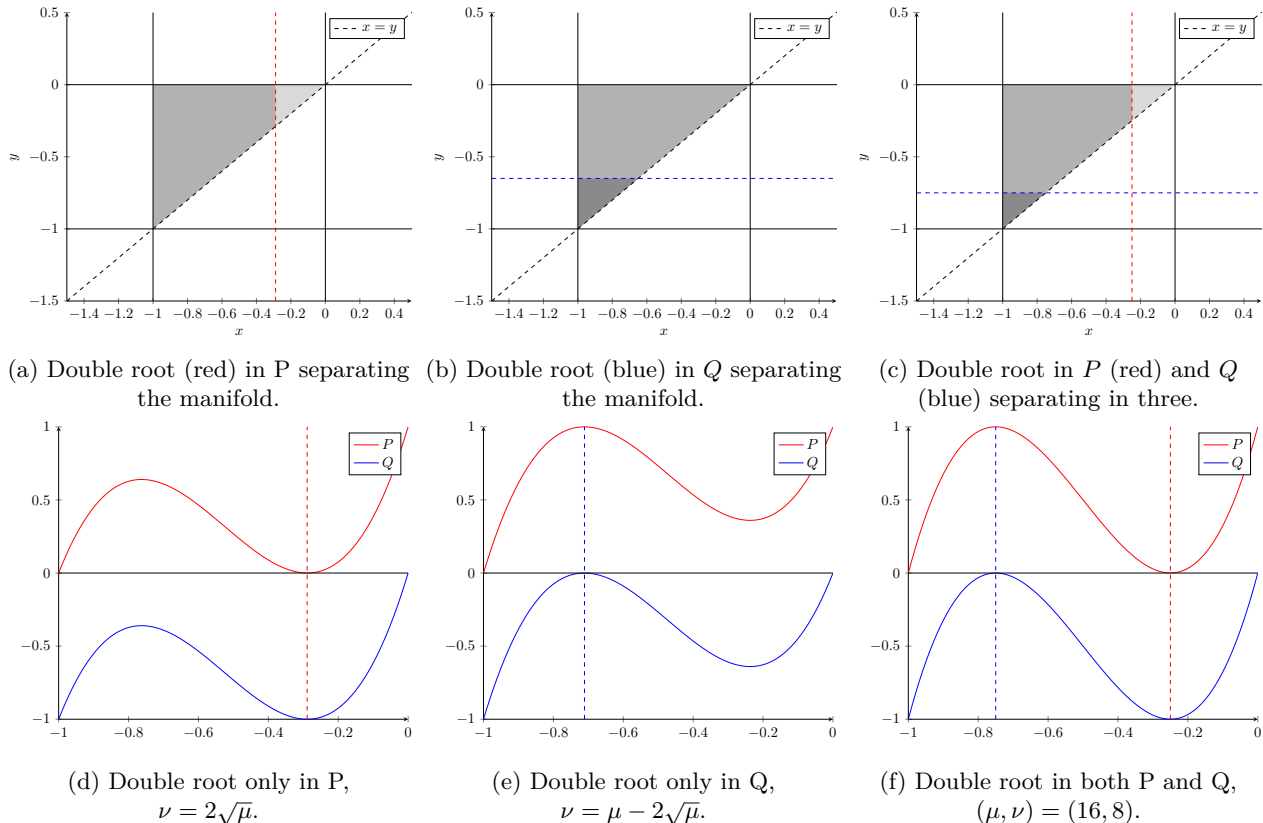 0.5
0
−0.5
−1
−1.5
−1.4 −1.2 −1 −0.8 −0.6 −0.4 −0.2 0 0.2 0.4
x
y
x = y
(a) Double root (red) in P separating
the manifold.
0.5
0
−0.5
−1
−1.5
−1.4 −1.2 −1 −0.8 −0.6 −0.4 −0.2 0 0.2 0.4
x
y
x = y
(b) Double root (blue) in Q separating
the manifold.
0.5
0
−0.5
−1
−1.5
−1.4 −1.2 −1 −0.8 −0.6 −0.4 −0.2 0 0.2 0.4
x
y
x = y
(c) Double root in P (red) and Q
(blue) separating in three.
1
0.5
0
−0.5
−1
−1 −0.8 −0.6 −0.4 −0.2 0
P
Q
(d) Double root only in P,
ν = 2√μ.
1
0.5
0
−0.5
−1
−1 −0.8 −0.6 −0.4 −0.2 0
P
Q
(e) Double root only in Q,
ν = μ − 2√μ.
1
0.5
0
−0.5
−1
−1 −0.8 −0.6 −0.4 −0.2 0
P
Q
(f) Double root in both P and Q,
(μ, ν) = (16, 8).